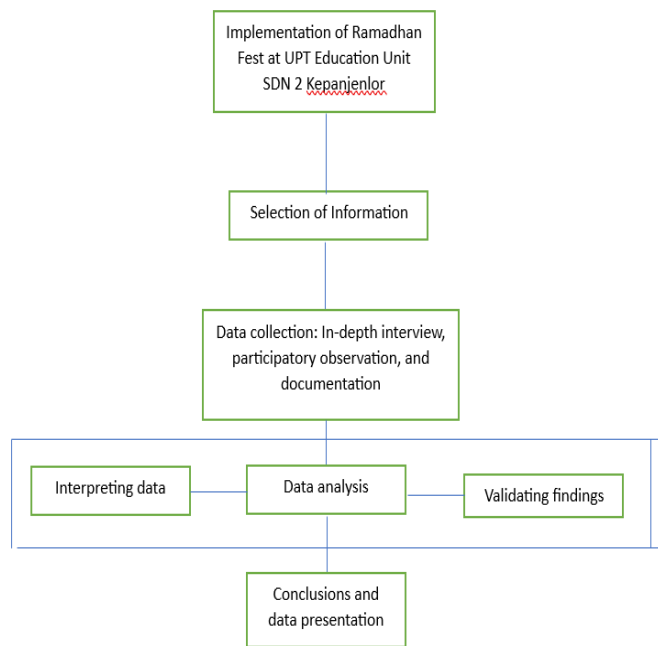 Implementation of Ramadhan
Fest at UPT Education Unit
SDN 2 Kepanjenlor
Selection of Information
Data collection: In-depth interview,
participatory observation, and
documentation
Interpreting data
Data analysis
Validating findings
Conclusions and
data presentation